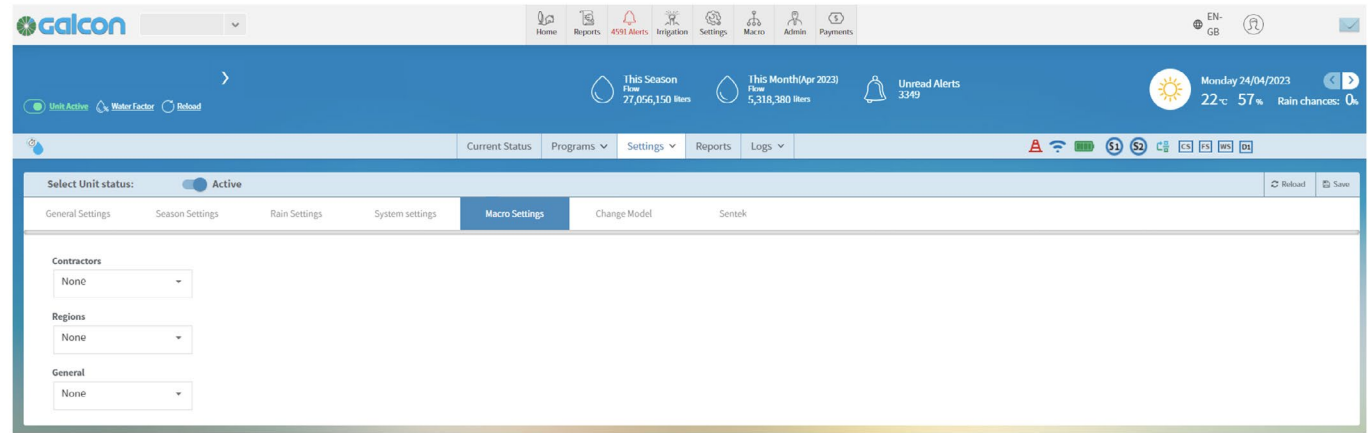 Galcon
Home Reports 4591 Alerts Irrigation Settings Macro Admin Payments
EN-
GB
This Season
Flow
27,056,150 liters
This Month(Apr 2023)
Flow
5,318,380 liters
Unread Alerts
3349
Monday 24/04/2023
22°c 57% Rain chances: 0%
Unit Active Water Factor Reload
Current Status Programs Settings Reports Logs
S1 S2 CS FS WS D1
Select Unit status: Active
Reload Save
General Settings Season Settings Rain Settings System settings Macro Settings Change Model Sentek
Contractors
None
Regions
None
General
None